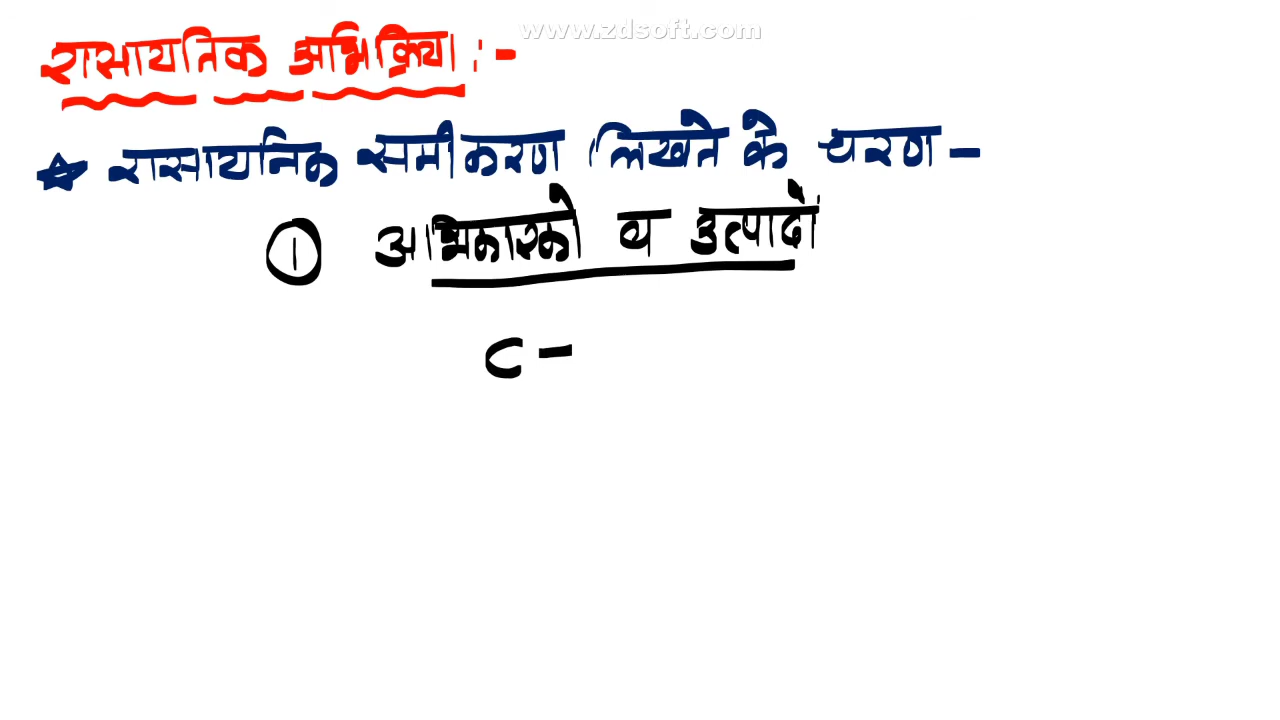 www.zdsoft.com
रासायनिक अभिक्रिया :-
☆ रासायनिक समीकरण लिखने के चरण -
① अभिकारको व उत्पादों
C -